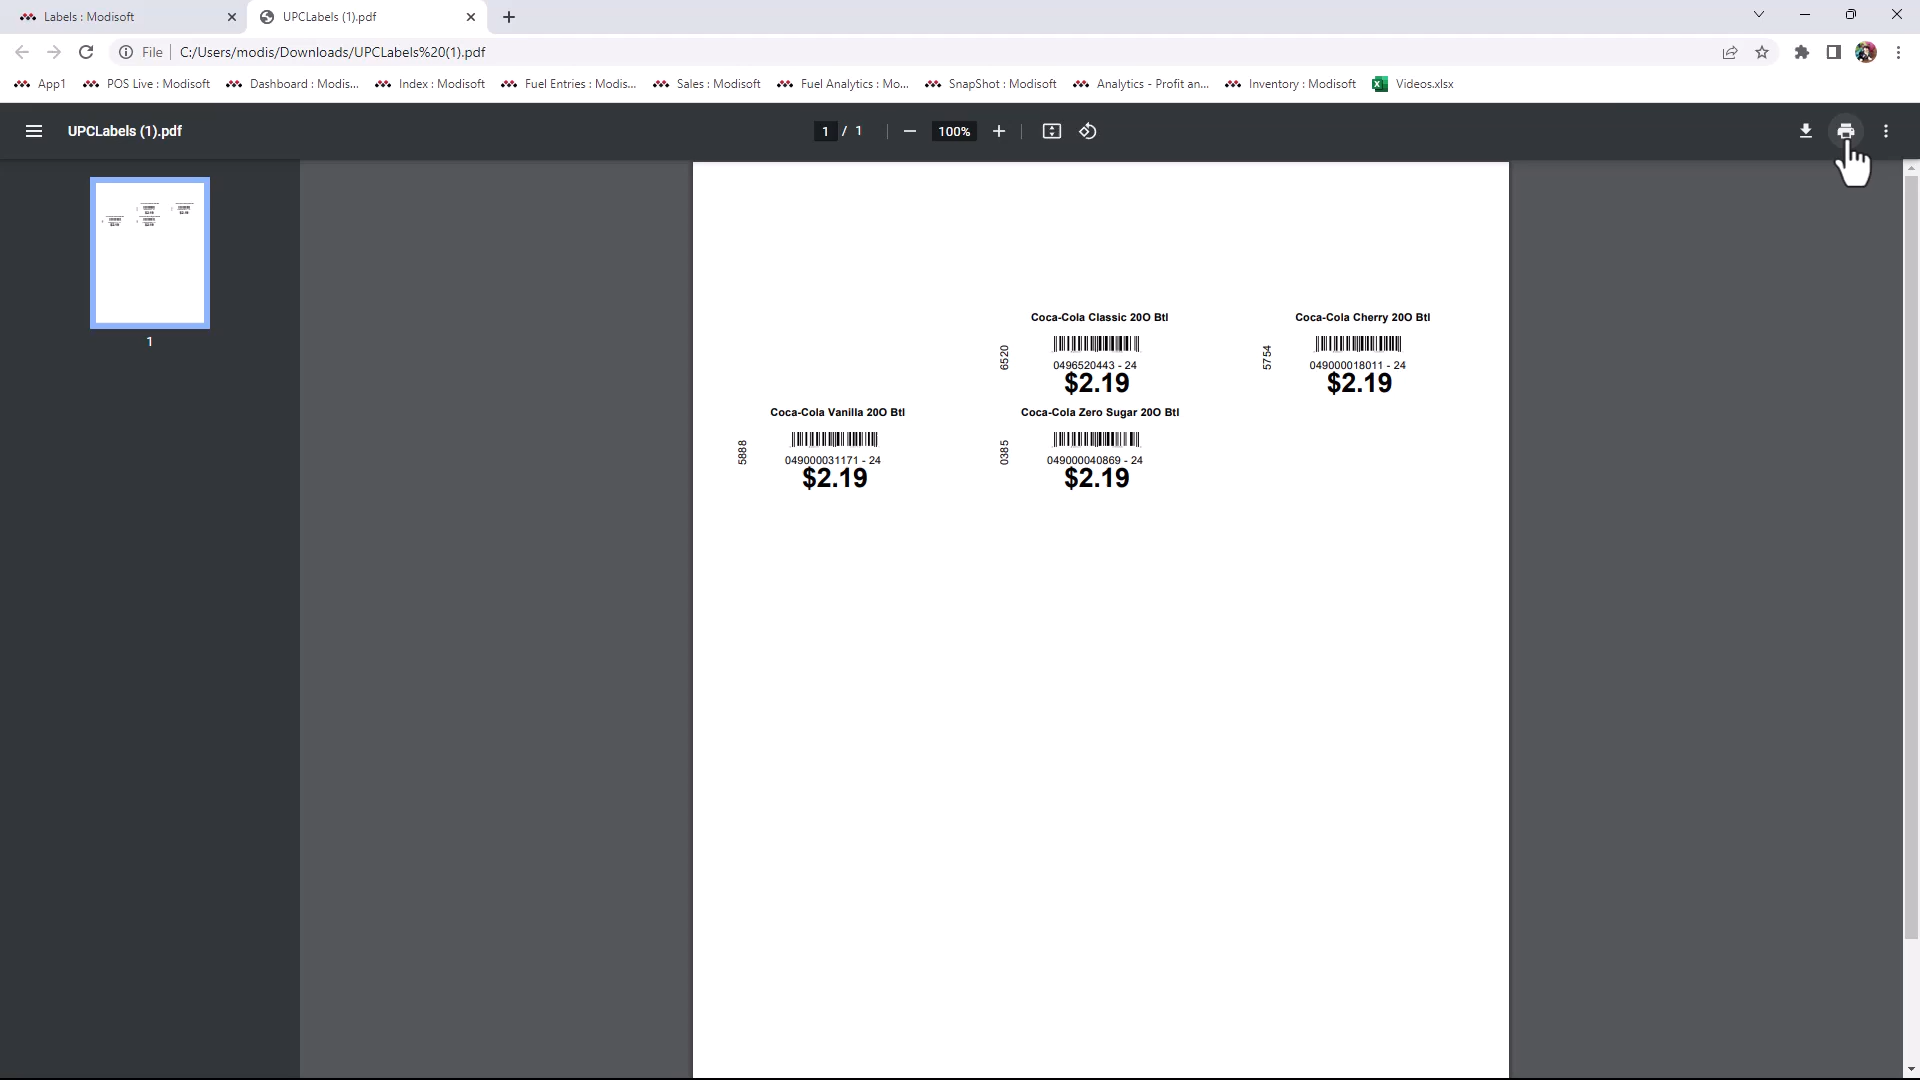 Labels : Modisoft
UPCLabels (1).pdf
File
C:/Users/modis/Downloads/UPCLabels%20(1).pdf
App1
POS Live : Modisoft
Dashboard : Modis...
Index : Modisoft
Fuel Entries : Modis...
Sales : Modisoft
Fuel Analytics : Mo...
SnapShot : Modisoft
Analytics - Profit an...
Inventory : Modisoft
Videos.xlsx
UPCLabels (1).pdf
1 / 1
100%
1
Coca-Cola Classic 20O Btl
6520
0496520443 - 24
$2.19
Coca-Cola Cherry 20O Btl
5754
049000018011 - 24
$2.19
Coca-Cola Vanilla 20O Btl
5888
049000031171 - 24
$2.19
Coca-Cola Zero Sugar 20O Btl
0385
049000040869 - 24
$2.19